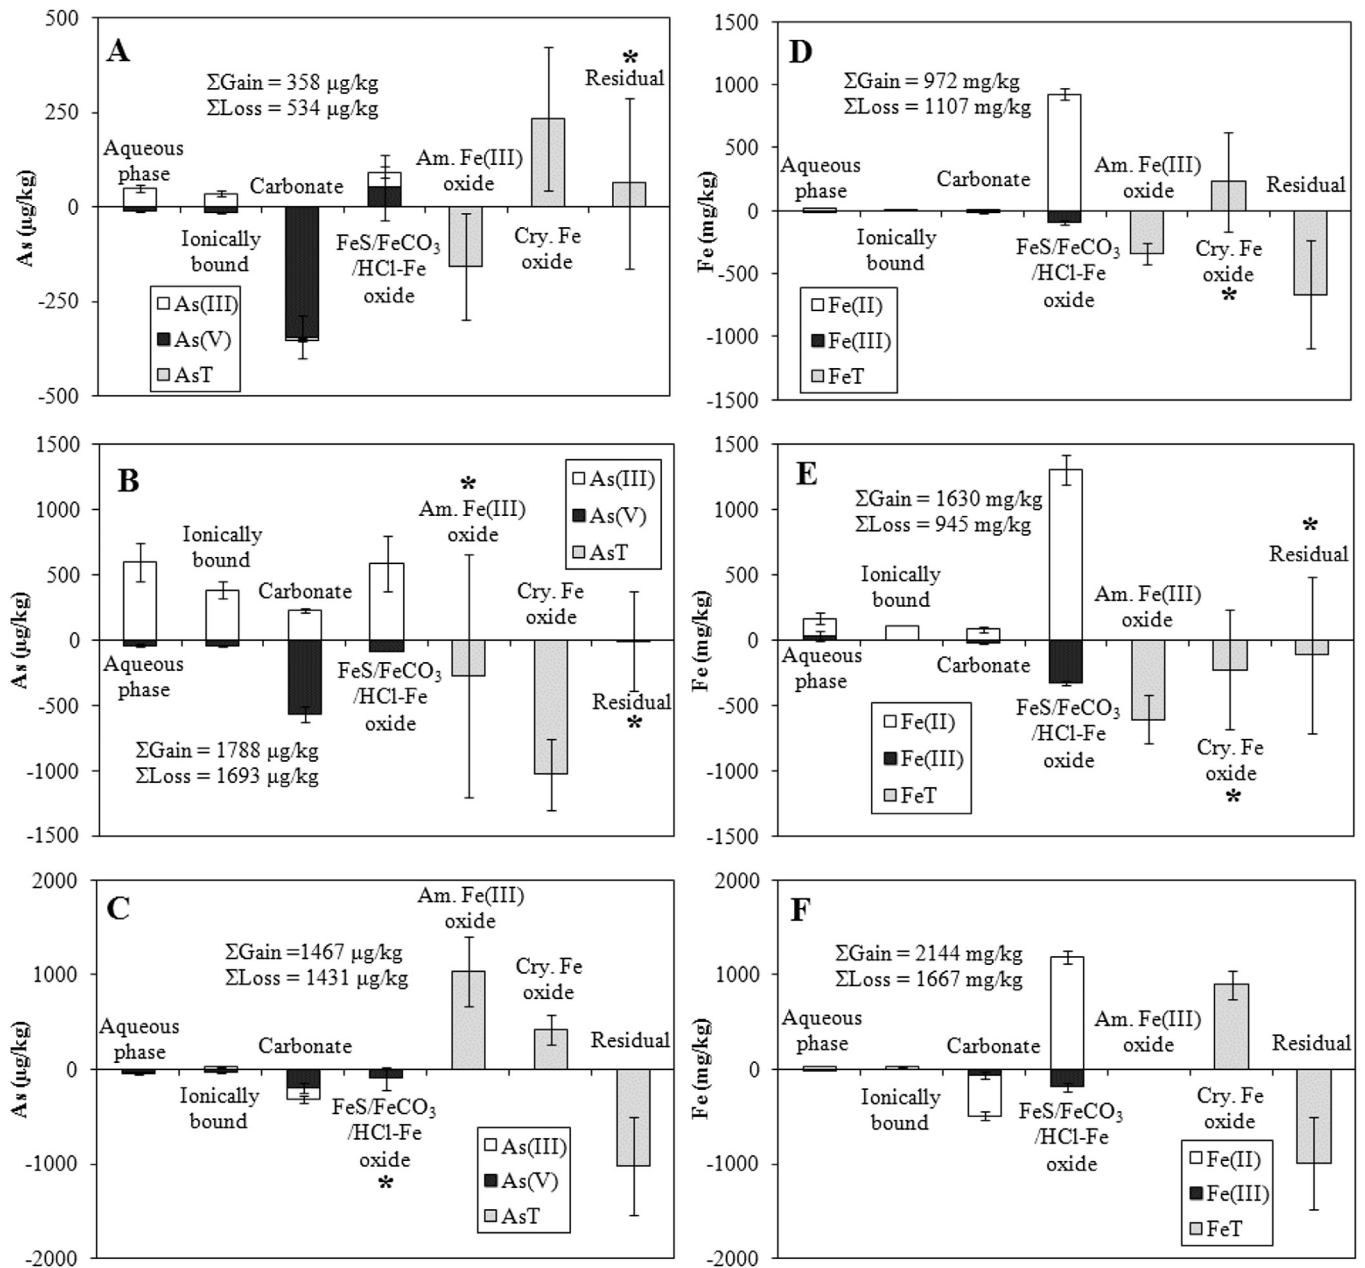 A
ΣGain = 358 µg/kg
ΣLoss = 534 µg/kg
As (µg/kg)
500
250
0
-250
-500
Aqueous
phase
Ionically
bound
Carbonate
FeS/FeCO3
/HCl-Fe
oxide
Am. Fe(III)
oxide
Cry. Fe
oxide
*
Residual
As(III)
As(V)
AsT
D
ΣGain = 972 mg/kg
ΣLoss = 1107 mg/kg
Fe (mg/kg)
1500
1000
500
0
-500
-1000
-1500
Aqueous
phase
Ionically
bound
Carbonate
FeS/FeCO3
/HCl-Fe
oxide
Am. Fe(III)
oxide
Cry. Fe
oxide
*
Residual
Fe(II)
Fe(III)
FeT
B
ΣGain = 1788 µg/kg
ΣLoss = 1693 µg/kg
As (µg/kg)
1500
1000
500
0
-500
-1000
-1500
Aqueous
phase
Ionically
bound
Carbonate
FeS/FeCO3
/HCl-Fe
oxide
*
Am. Fe(III)
oxide
Cry. Fe
oxide
Residual
*
As(III)
As(V)
AsT
E
ΣGain = 1630 mg/kg
ΣLoss = 945 mg/kg
Fe (mg/kg)
1500
1000
500
0
-500
-1000
-1500
Aqueous
phase
Ionically
bound
Carbonate
FeS/FeCO3
/HCl-Fe
oxide
Am. Fe(III)
oxide
Cry. Fe
oxide
*
*
Residual
Fe(II)
Fe(III)
FeT
C
ΣGain =1467 µg/kg
ΣLoss = 1431 µg/kg
As (µg/kg)
2000
1000
0
-1000
-2000
Aqueous
phase
Ionically
bound
Carbonate
FeS/FeCO3
/HCl-Fe
oxide
*
Am. Fe(III)
oxide
Cry. Fe
oxide
Residual
As(III)
As(V)
AsT
F
ΣGain = 2144 mg/kg
ΣLoss = 1667 mg/kg
Fe (mg/kg)
2000
1000
0
-1000
-2000
Aqueous
phase
Ionically
bound
Carbonate
FeS/FeCO3
/HCl-Fe
oxide
Am. Fe(III)
oxide
Cry. Fe
oxide
Residual
Fe(II)
Fe(III)
FeT